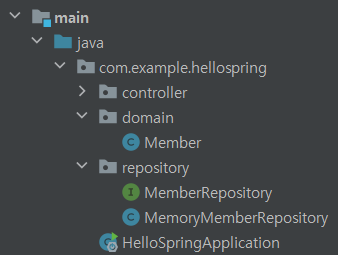 main
java
com.example.hellospring
controller
domain
C Member
repository
I MemberRepository
C MemoryMemberRepository
HelloSpringApplication